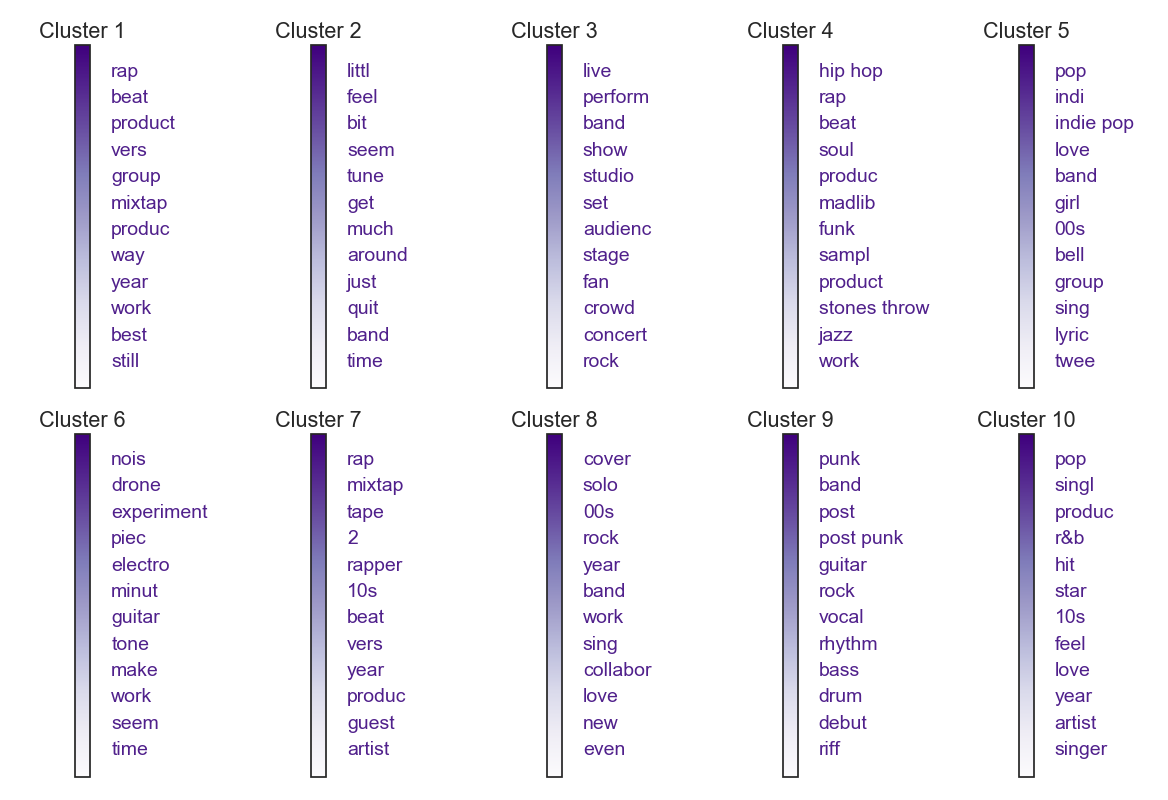 Cluster 1
rap
beat
product
vers
group
mixtap
produc
way
year
work
best
still
Cluster 2
littl
feel
bit
seem
tune
get
much
around
just
quit
band
time
Cluster 3
live
perform
band
show
studio
set
audienc
stage
fan
crowd
concert
rock
Cluster 4
hip hop
rap
beat
soul
produc
madlib
funk
sampl
product
stones throw
jazz
work
Cluster 5
pop
indi
indie pop
love
band
girl
00s
bell
group
sing
lyric
twee
Cluster 6
nois
drone
experiment
piec
electro
minut
guitar
tone
make
work
seem
time
Cluster 7
rap
mixtap
tape
2
rapper
10s
beat
vers
year
produc
guest
artist
Cluster 8
cover
solo
00s
rock
year
band
work
sing
collabor
love
new
even
Cluster 9
punk
band
post
post punk
guitar
rock
vocal
rhythm
bass
drum
debut
riff
Cluster 10
pop
singl
produc
r&b
hit
star
10s
feel
love
year
artist
singer